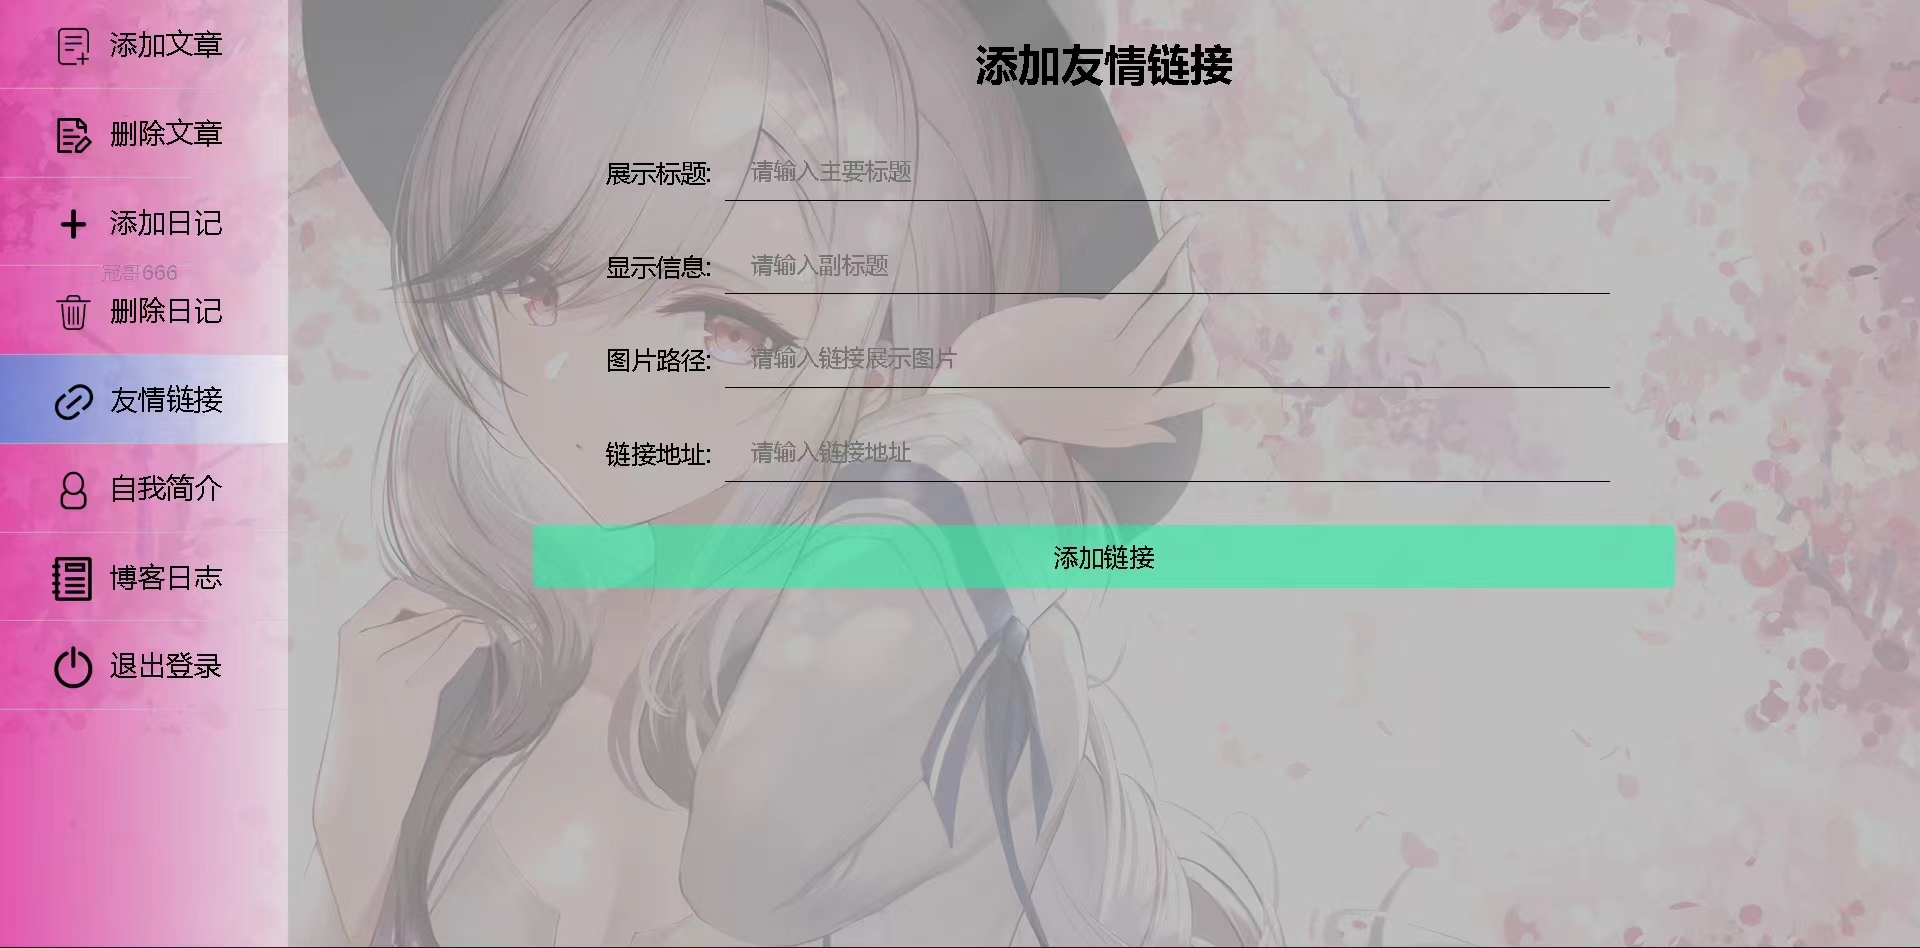 添加文章
删除文章
添加日记
冠哥666
删除日记
友情链接
自我简介
博客日志
退出登录
添加友情链接
展示标题: 请输入主要标题
显示信息: 请输入副标题
图片路径: 请输入链接展示图片
链接地址: 请输入链接地址
添加链接